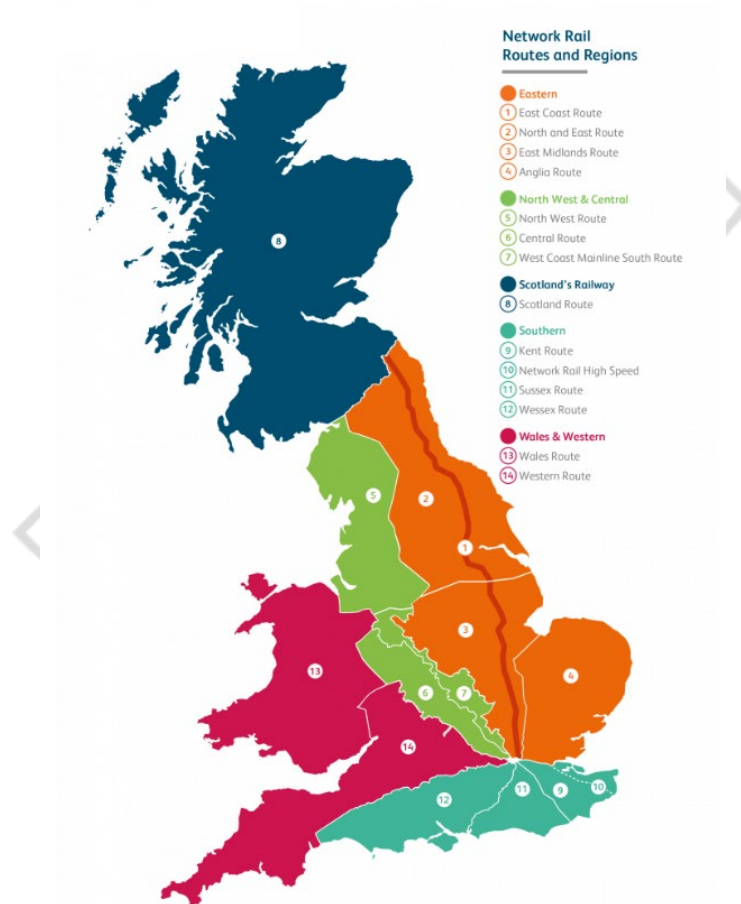 Network Rail
Routes and Regions
Eastern
1 East Coast Route
2 North and East Route
3 East Midlands Route
4 Anglia Route
North West & Central
5 North West Route
6 Central Route
7 West Coast Mainline South Route
Scotland's Railway
8 Scotland Route
Southern
9 Kent Route
10 Network Rail High Speed
11 Sussex Route
12 Wessex Route
Wales & Western
13 Wales Route
14 Western Route
8
5
2
1
3
4
13
6
7
14
12
11
9
10